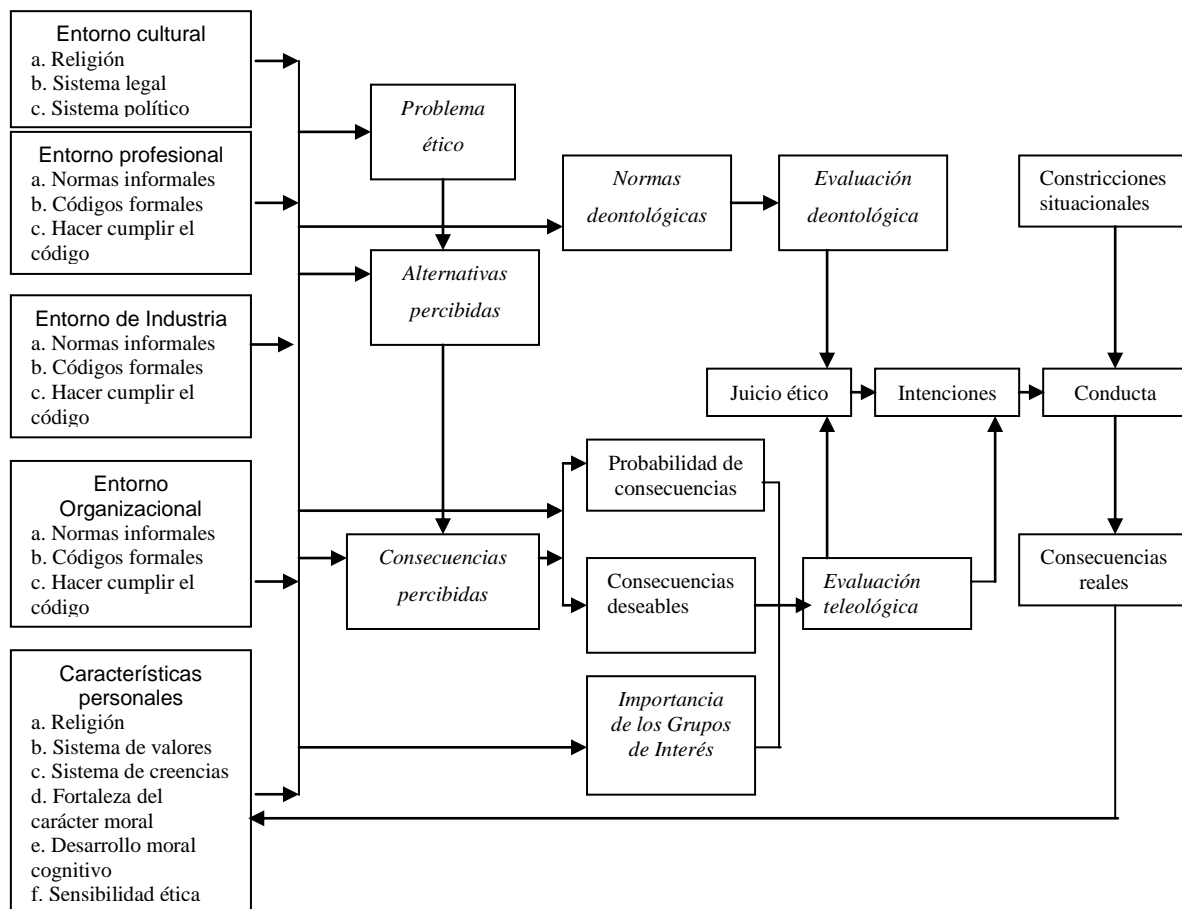 Entorno cultural
a. Religión
b. Sistema legal
c. Sistema político
Entorno profesional
a. Normas informales
b. Códigos formales
c. Hacer cumplir el
código
Entorno de Industria
a. Normas informales
b. Códigos formales
c. Hacer cumplir el
código
Entorno
Organizacional
a. Normas informales
b. Códigos formales
c. Hacer cumplir el
código
Características
personales
a. Religión
b. Sistema de valores
c. Sistema de creencias
d. Fortaleza del
carácter moral
e. Desarrollo moral
cognitivo
f. Sensibilidad ética
Problema
ético
Alternativas
percibidas
Consecuencias
percibidas
Normas
deontológicas
Evaluación
deontológica
Probabilidad de
consecuencias
Consecuencias
deseables
Importancia
de los Grupos
de Interés
Juicio ético
Evaluación
teleológica
Intenciones
Constricciones
situacionales
Conducta
Consecuencias
reales